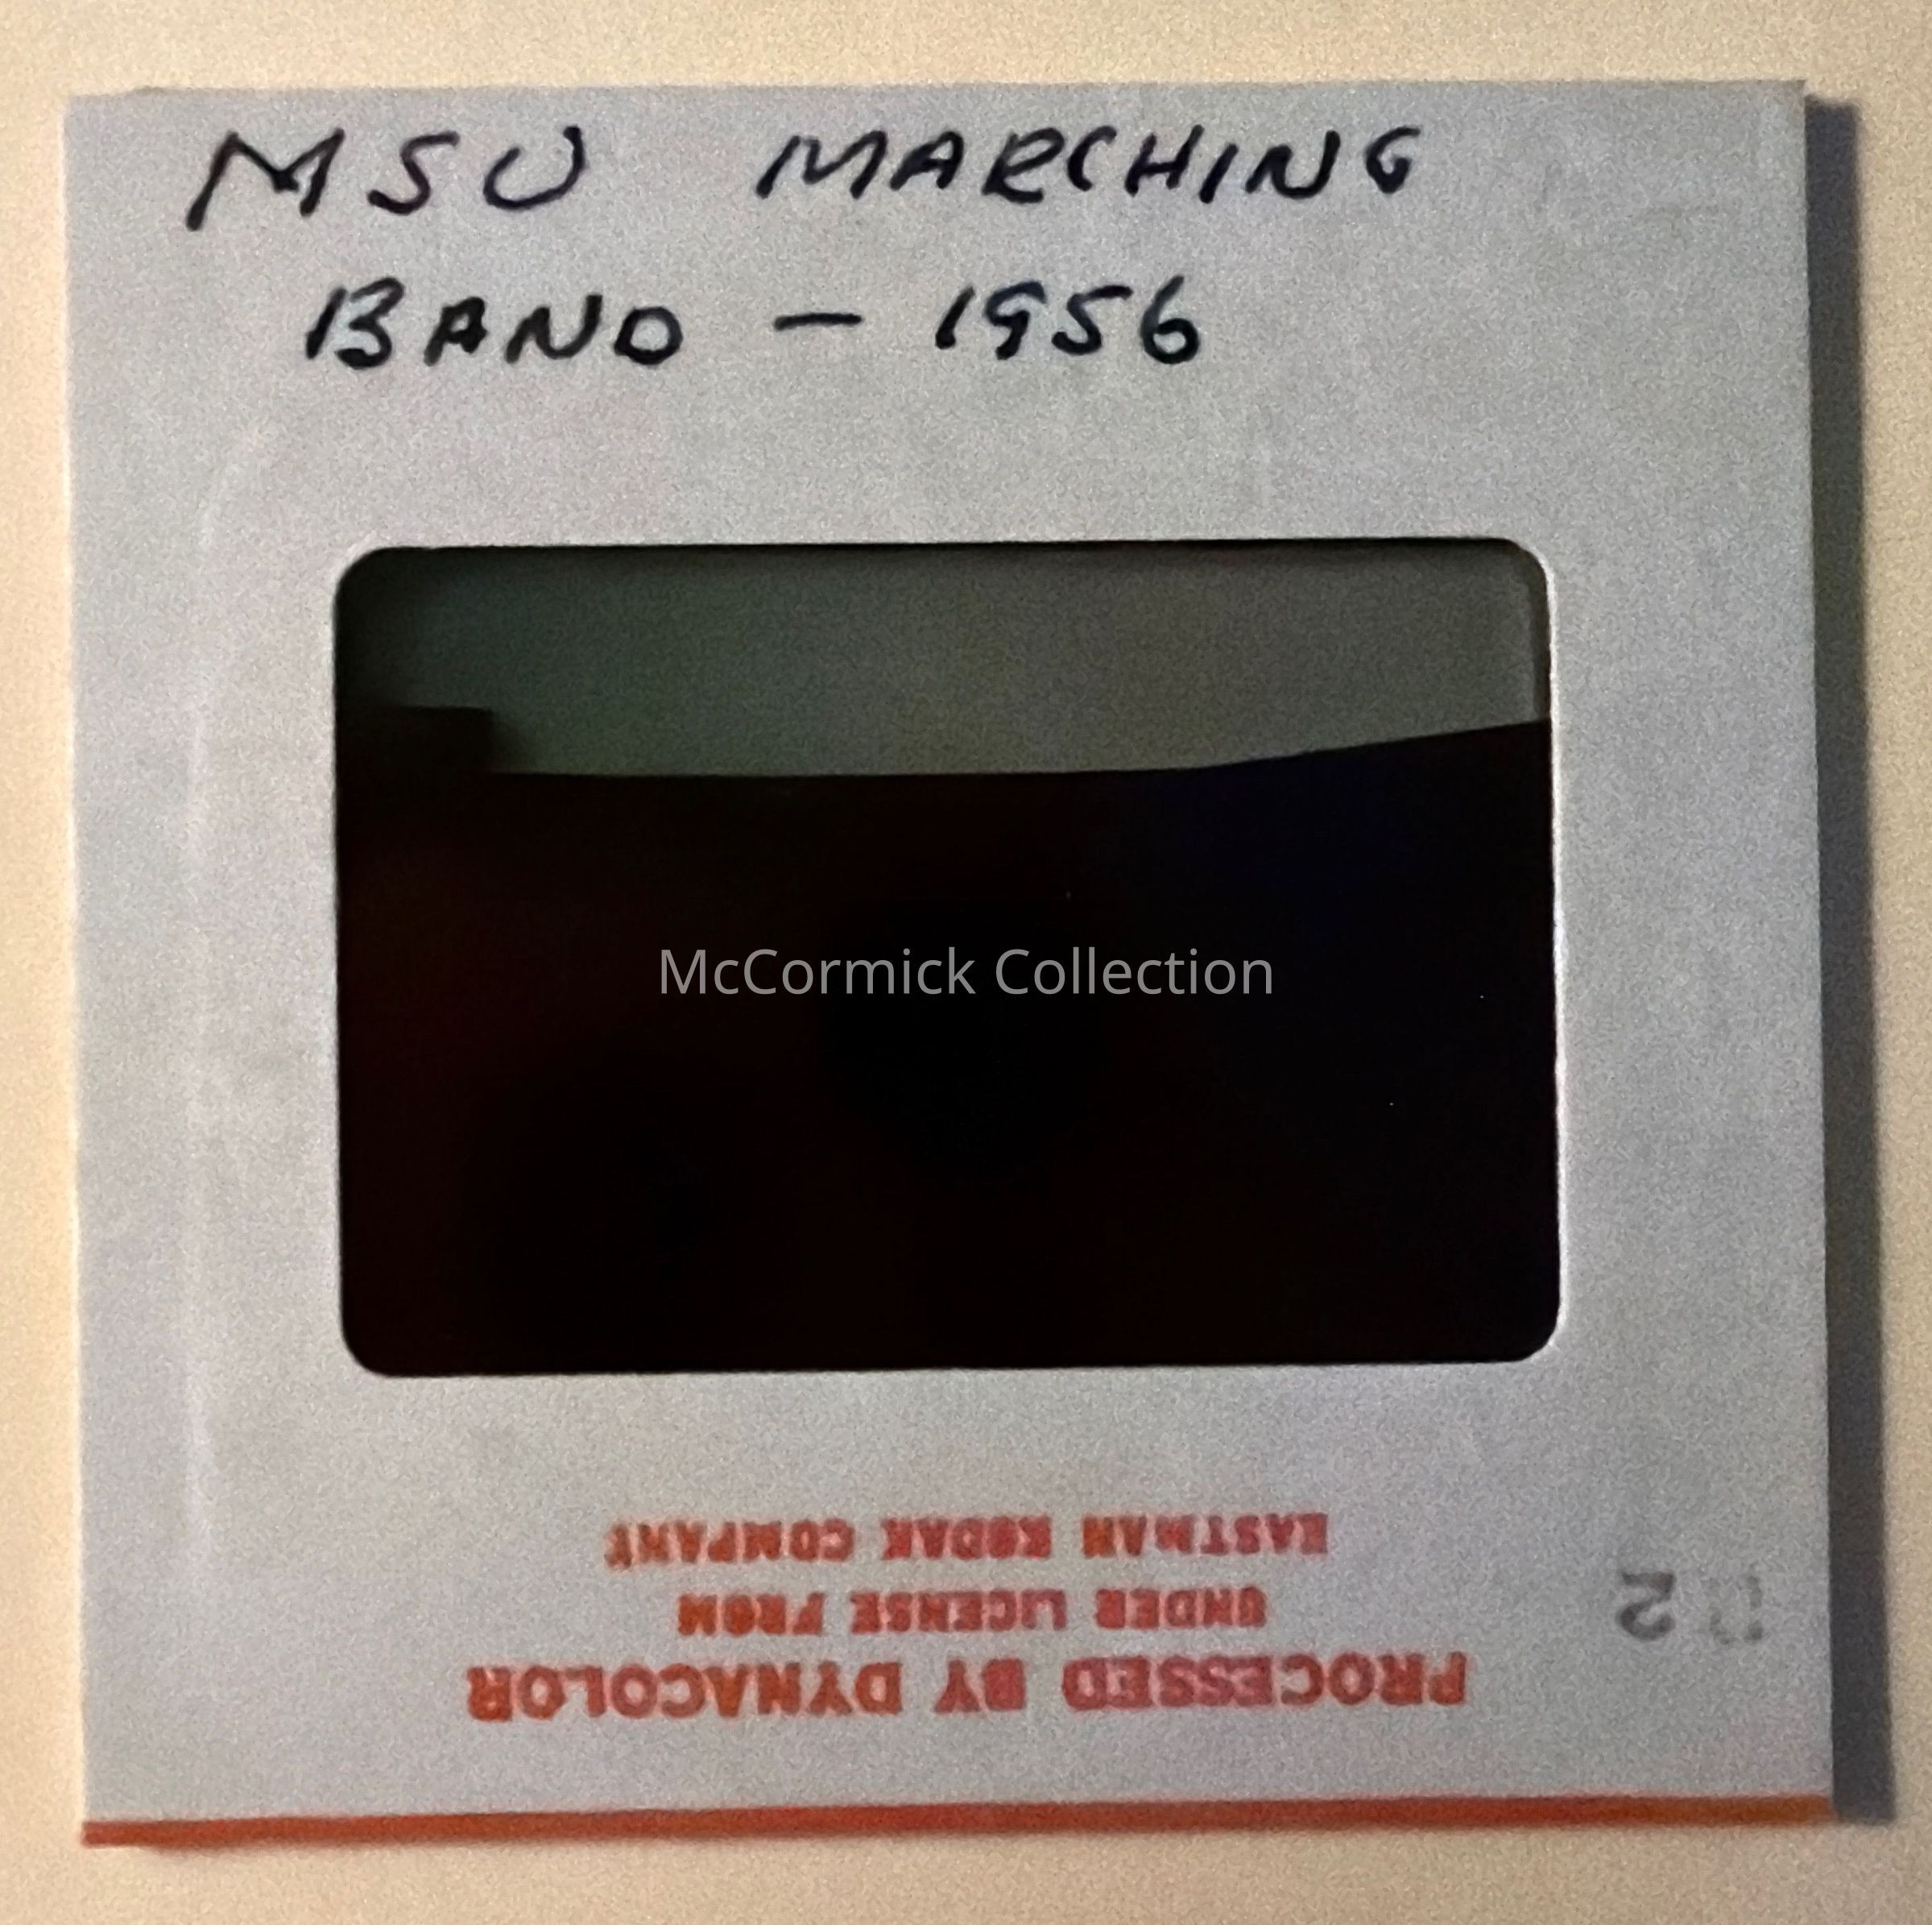 MSU MARCHING
BAND - 1956
McCormick Collection
PROCESSED BY DYNACOLOR
UNDER LICENSE FROM
EASTMAN KODAK COMPANY